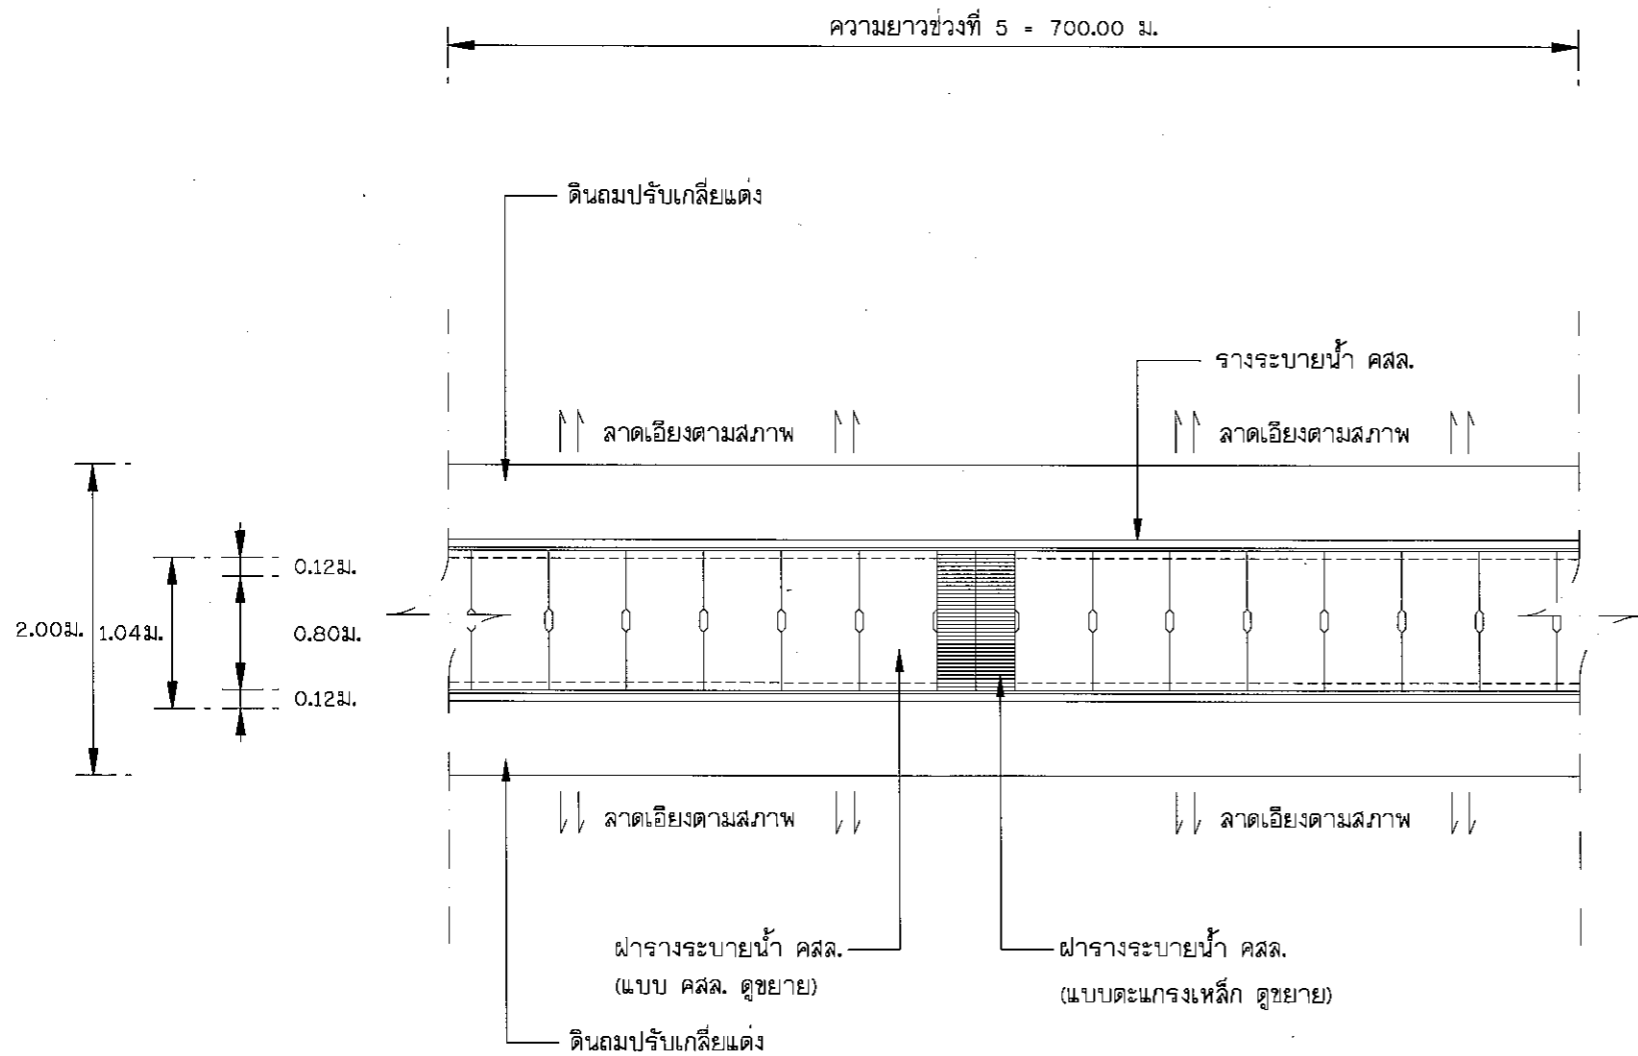 ความยาวช่วงที่ 5 = 700.00 ม.
ดินถมปรับเกลี่ยแต่ง
รางระบายน้ำ คสล.
ลาดเอียงตามสภาพ
ลาดเอียงตามสภาพ
0.12ม.
2.00ม.
1.04ม.
0.80ม.
0.12ม.
ลาดเอียงตามสภาพ
ลาดเอียงตามสภาพ
ฝารางระบายน้ำ คสล.
(แบบ คสล. ดูขยาย)
ฝารางระบายน้ำ คสล.
(แบบตะแกรงเหล็ก ดูขยาย)
ดินถมปรับเกลี่ยแต่ง